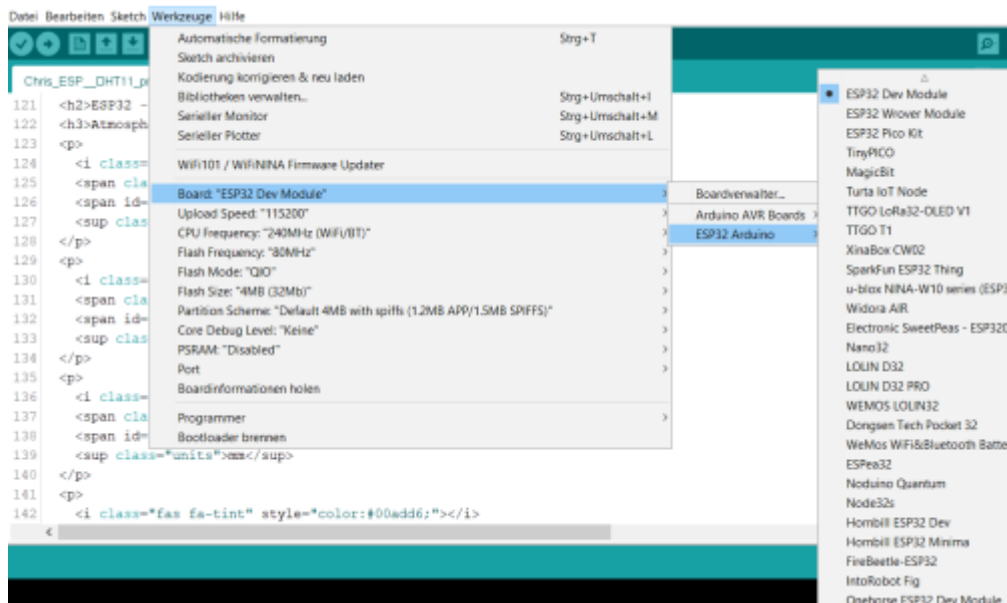 Datei Bearbeiten Sketch Werkzeuge Hilfe
Chris_ESP__DHT11_p
Automatische Formatierung Strg+T
Sketch archivieren
Kodierung korrigieren & neu laden
Bibliotheken verwalten... Strg+Umschalt+I
Serieller Monitor Strg+Umschalt+M
Serieller Plotter Strg+Umschalt+L
WiFi101 / WiFiNINA Firmware Updater
Board: "ESP32 Dev Module"
Upload Speed: "115200"
CPU Frequency: "240MHz (WiFi/BT)"
Flash Frequency: "80MHz"
Flash Mode: "QIO"
Flash Size: "4MB (32Mb)"
Partition Scheme: "Default 4MB with spiffs (1.2MB APP/1.5MB SPIFFS)"
Core Debug Level: "Keine"
PSRAM: "Disabled"
Port
Boardinformationen holen
Programmer
Bootloader brennen
Boardverwalter...
Arduino AVR Boards
ESP32 Arduino
ESP32 Dev Module
ESP32 Wrover Module
ESP32 Pico Kit
TinyPICO
MagicBit
Turta IoT Node
TTGO LoRa32-OLED V1
TTGO T1
XinaBox CW02
SparkFun ESP32 Thing
u-blox NINA-W10 series (ESP3
Widora AIR
Electronic SweetPeas - ESP320
Nano32
LOLIN D32
LOLIN D32 PRO
WEMOS LOLIN32
Dongsen Tech Pocket 32
WeMos WiFi&Bluetooth Batte
ESPea32
Noduino Quantum
Node32s
Hornbill ESP32 Dev
Hornbill ESP32 Minima
FireBeetle-ESP32
IntoRobot Fig
Onehorse ESP32 Dev Module
121 <h2>ESP32 -
122 <h3>Atmosph
123 <p>
124 <i class=
125 <span cla
126 <span id=
127 <sup clas
128 </p>
129 <p>
130 <i class=
131 <span cla
132 <span id=
133 <sup clas
134 </p>
135 <p>
136 <i class=
137 <span cla
138 <span id=
139 <sup class="units">mm</sup>
140 </p>
141 <p>
142 <i class="fas fa-tint" style="color:#00add6;"></i>